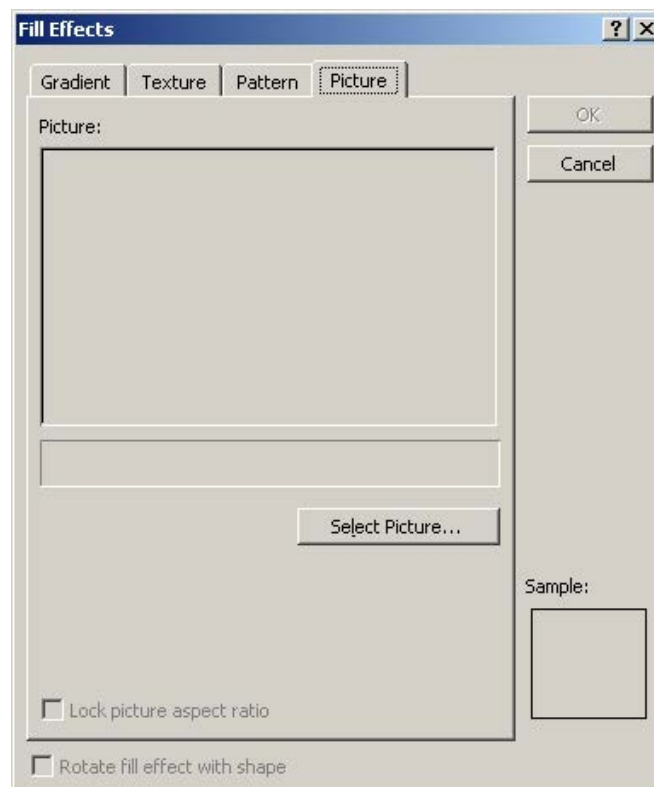 Fill Effects
Gradient Texture Pattern Picture
Picture:
OK
Cancel
Select Picture...
Sample:
Lock picture aspect ratio
Rotate fill effect with shape